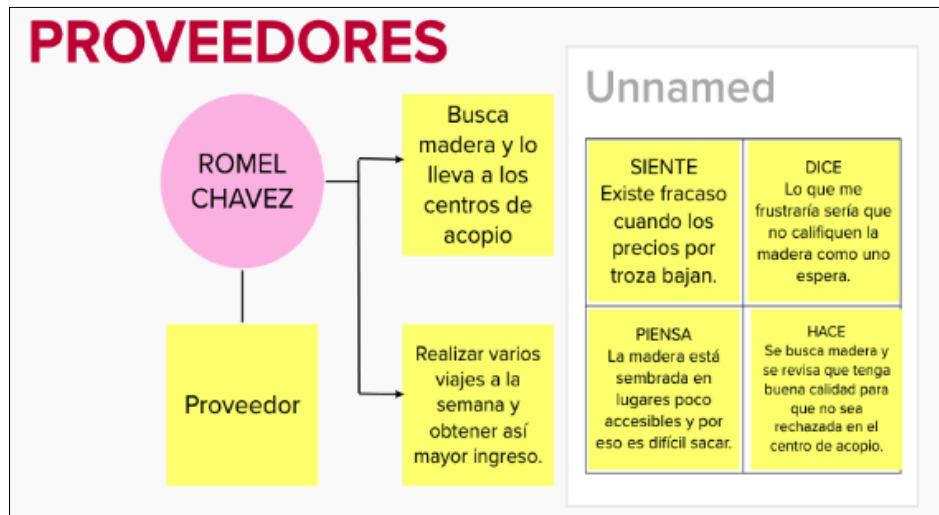 PROVEEDORES
ROMEL
CHAVEZ
Proveedor
Busca
madera y lo
lleva a los
centros de
acopio
Realizar varios
viajes a la
semana y
obtener así
mayor ingreso.
Unnamed
SIENTE
Existe fracaso
cuando los
precios por
troza bajan.
DICE
Lo que me
frustraría sería que
no califiquen la
madera como uno
espera.
PIENSA
La madera está
sembrada en
lugares poco
accesibles y por
eso es difícil sacar.
HACE
Se busca madera y
se revisa que tenga
buena calidad para
que no sea
rechazada en el
centro de acopio.